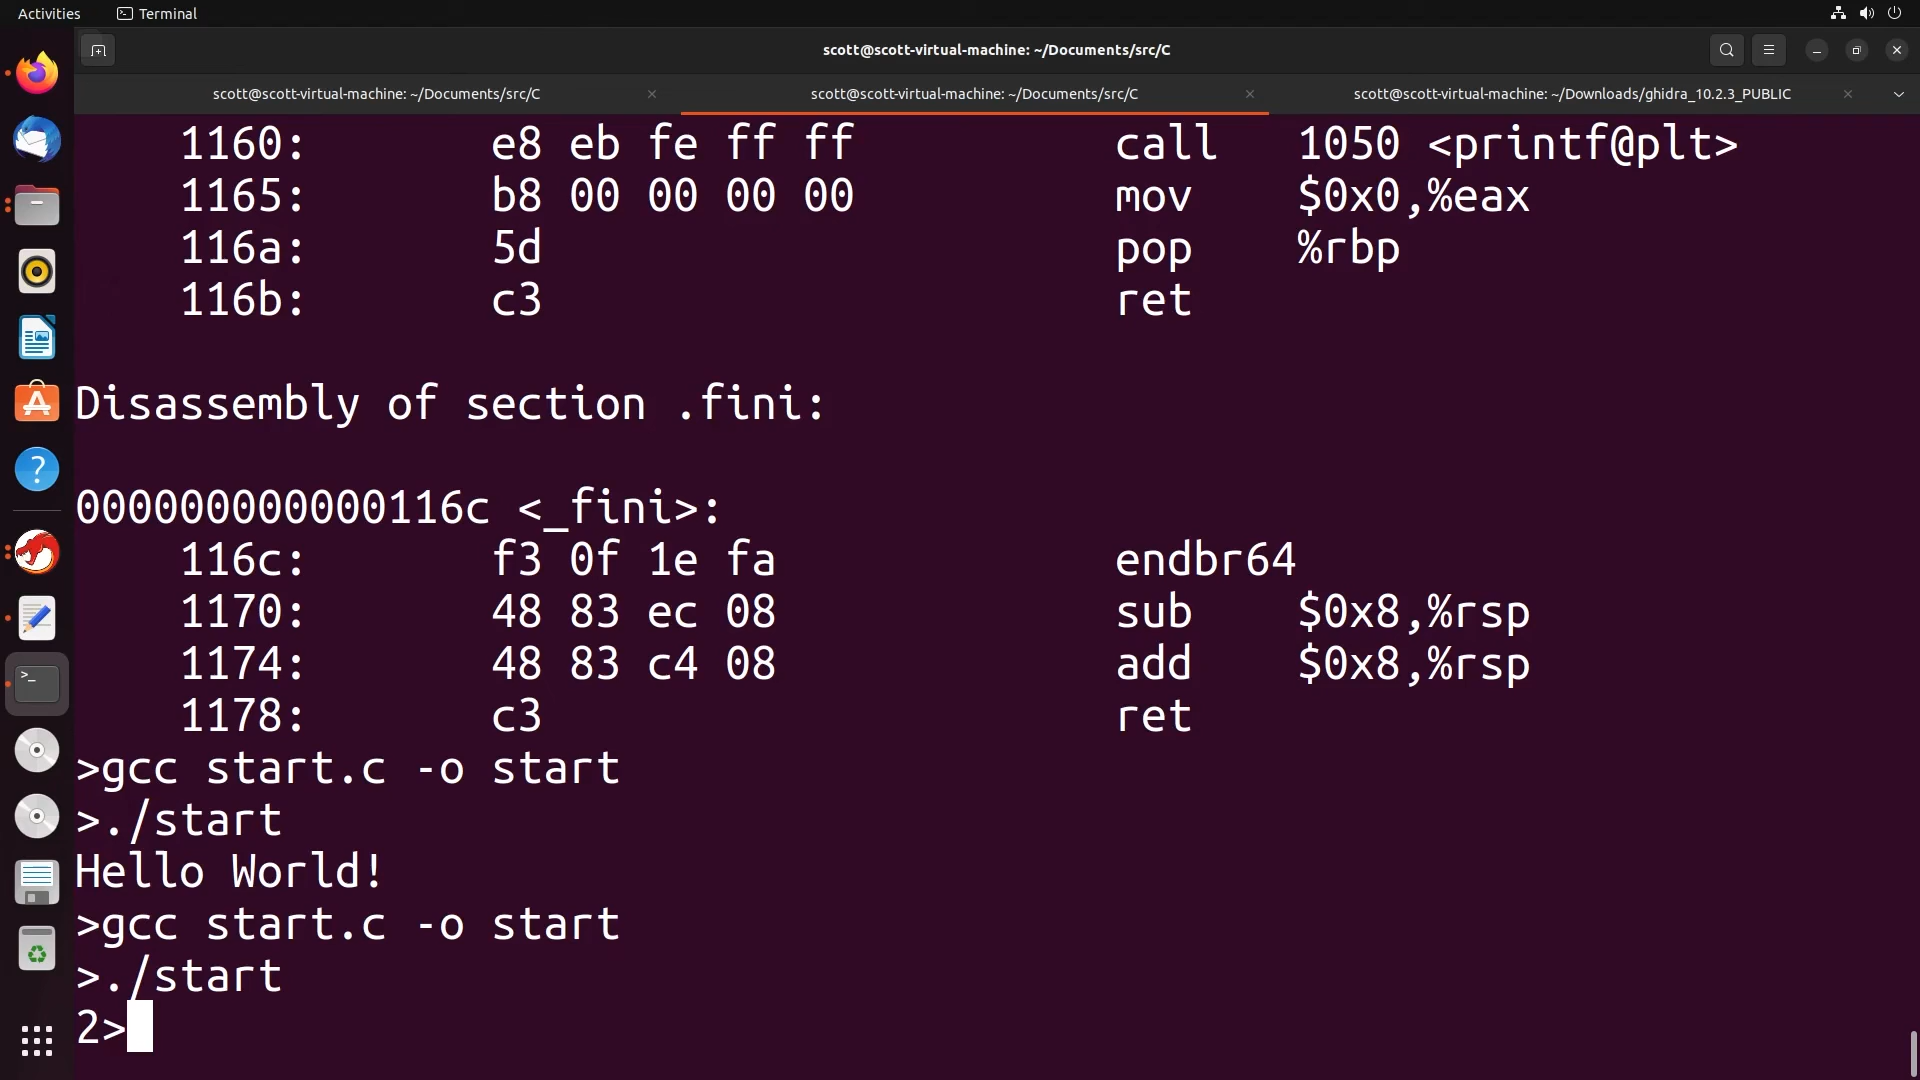 Activities Terminal
scott@scott-virtual-machine: ~/Documents/src/C
scott@scott-virtual-machine: ~/Documents/src/C scott@scott-virtual-machine: ~/Documents/src/C scott@scott-virtual-machine: ~/Downloads/ghidra_10.2.3_PUBLIC
1160: e8 eb fe ff ff call 1050 <printf@plt>
1165: b8 00 00 00 00 mov $0x0,%eax
116a: 5d pop %rbp
116b: c3 ret
Disassembly of section .fini:
000000000000116c <_fini>:
116c: f3 0f 1e fa endbr64
1170: 48 83 ec 08 sub $0x8,%rsp
1174: 48 83 c4 08 add $0x8,%rsp
1178: c3 ret
>gcc start.c -o start
>./start
Hello World!
>gcc start.c -o start
>./start
2>